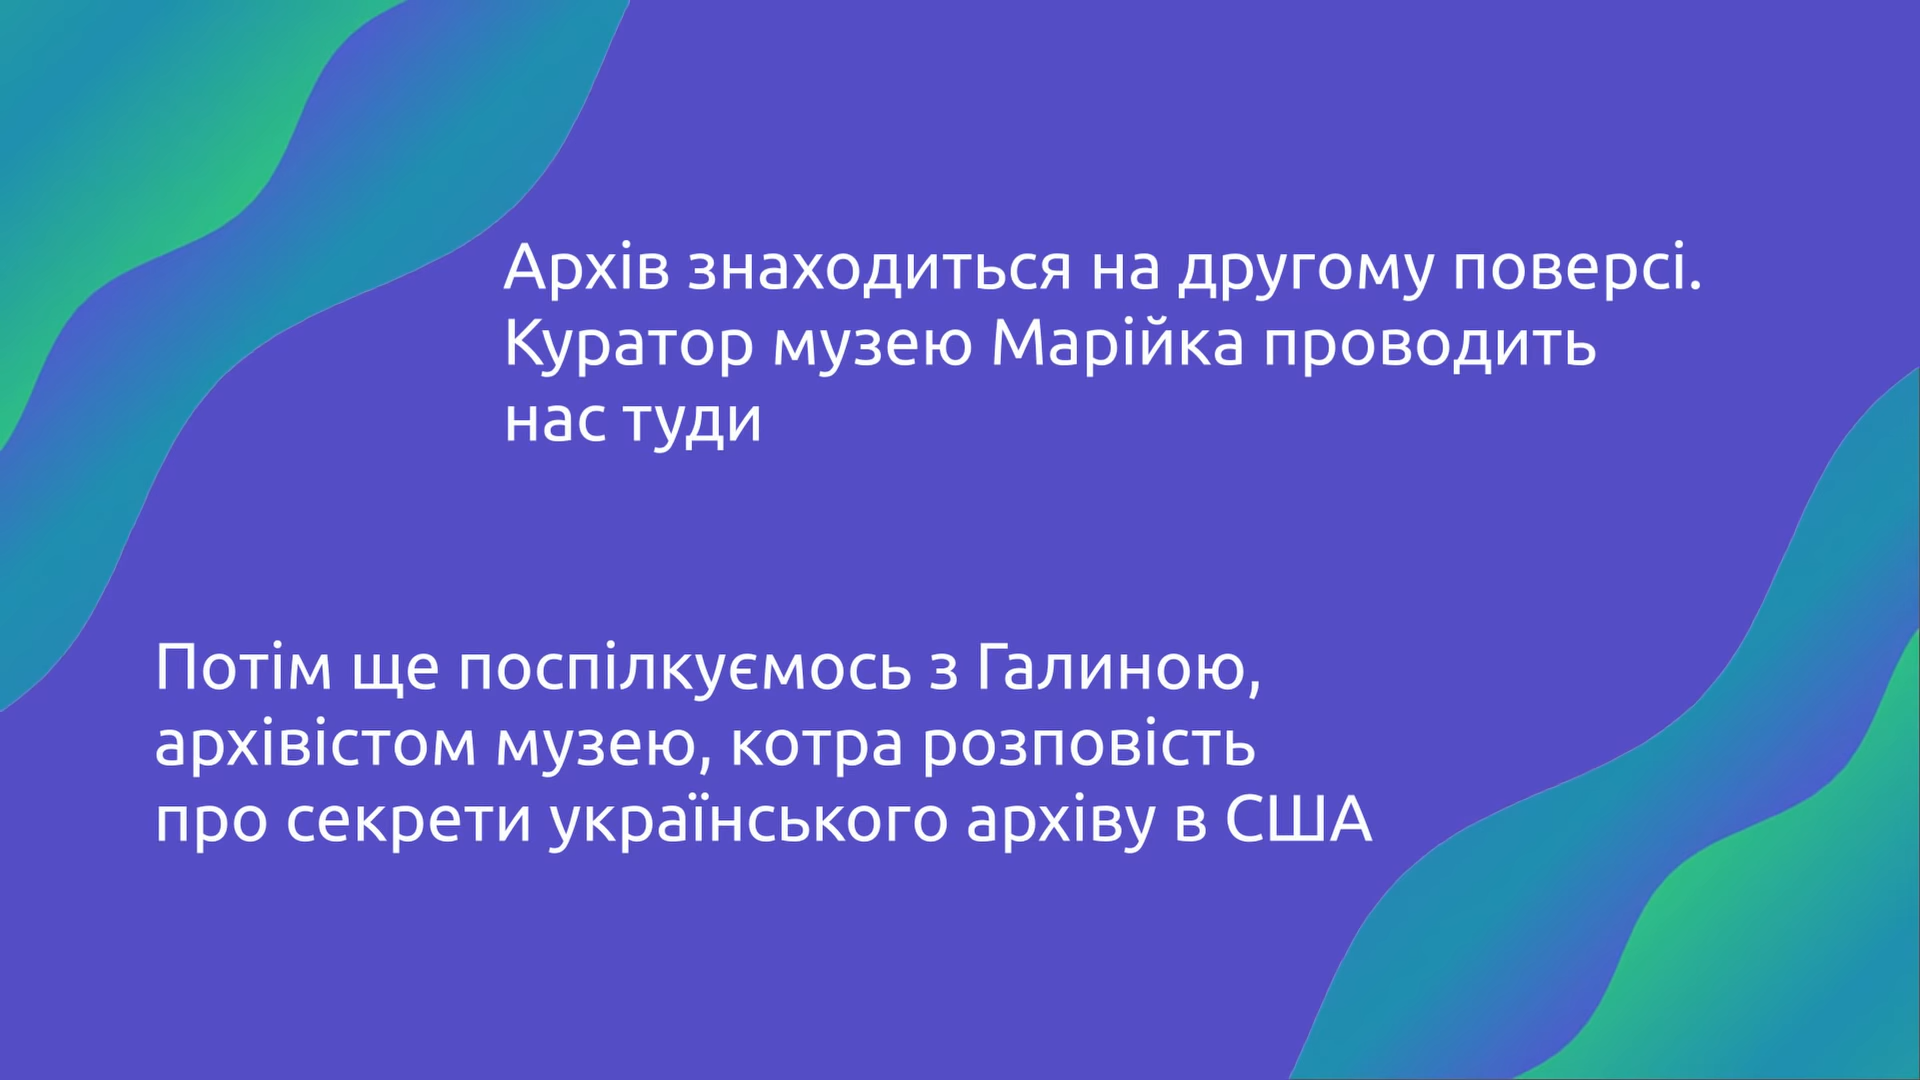 Архів знаходиться на другому поверсі.
Куратор музею Марійка проводить
нас туди
Потім ще поспілкуємось з Галиною,
архівістом музею, котра розповість
про секрети українського архіву в США